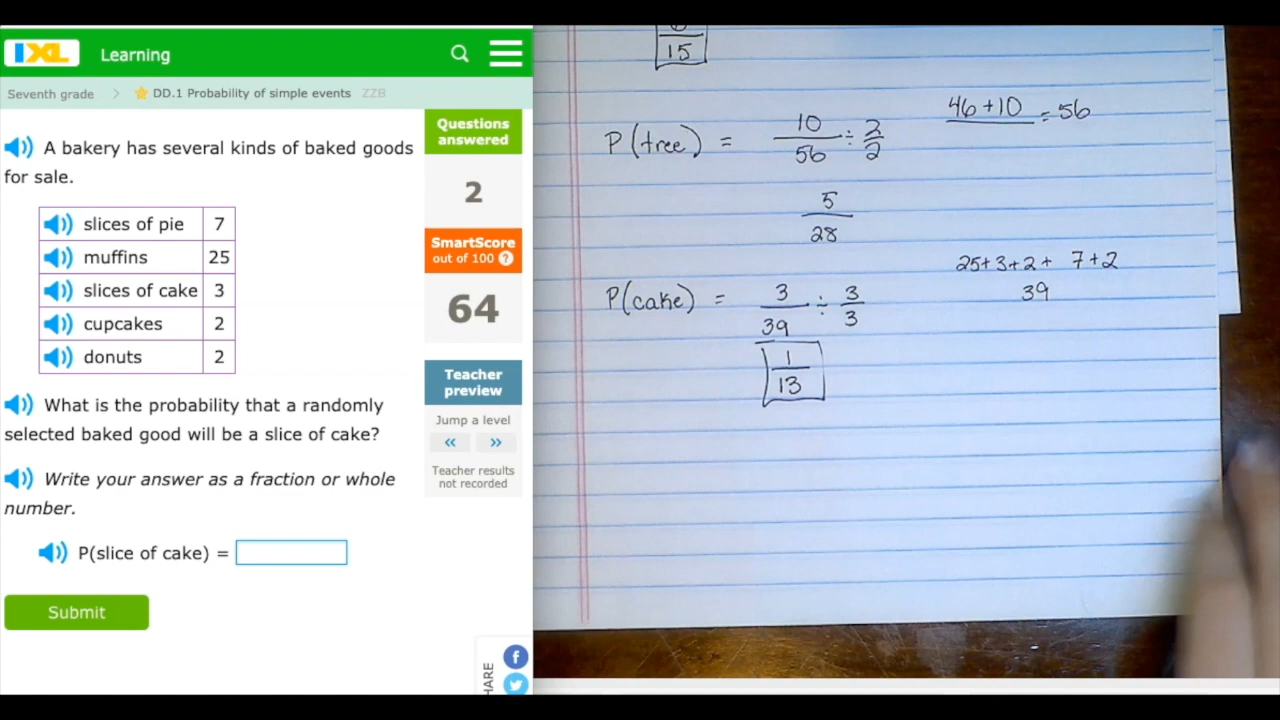 IXL Learning
Seventh grade > DD.1 Probability of simple events ZZB
A bakery has several kinds of baked goods
for sale.
slices of pie 7
muffins 25
slices of cake 3
cupcakes 2
donuts 2
What is the probability that a randomly
selected baked good will be a slice of cake?
Write your answer as a fraction or whole
number.
P(slice of cake) =
Submit
Questions
answered
2
SmartScore
out of 100 ?
64
Teacher
preview
Jump a level
<< >>
Teacher results
not recorded
SHARE
15
P(tree) = 10/56 ÷ 2/2
46+10 = 56
5/28
25+3+2+ 7+2
39
P(cake) = 3/39 ÷ 3/3
1/13